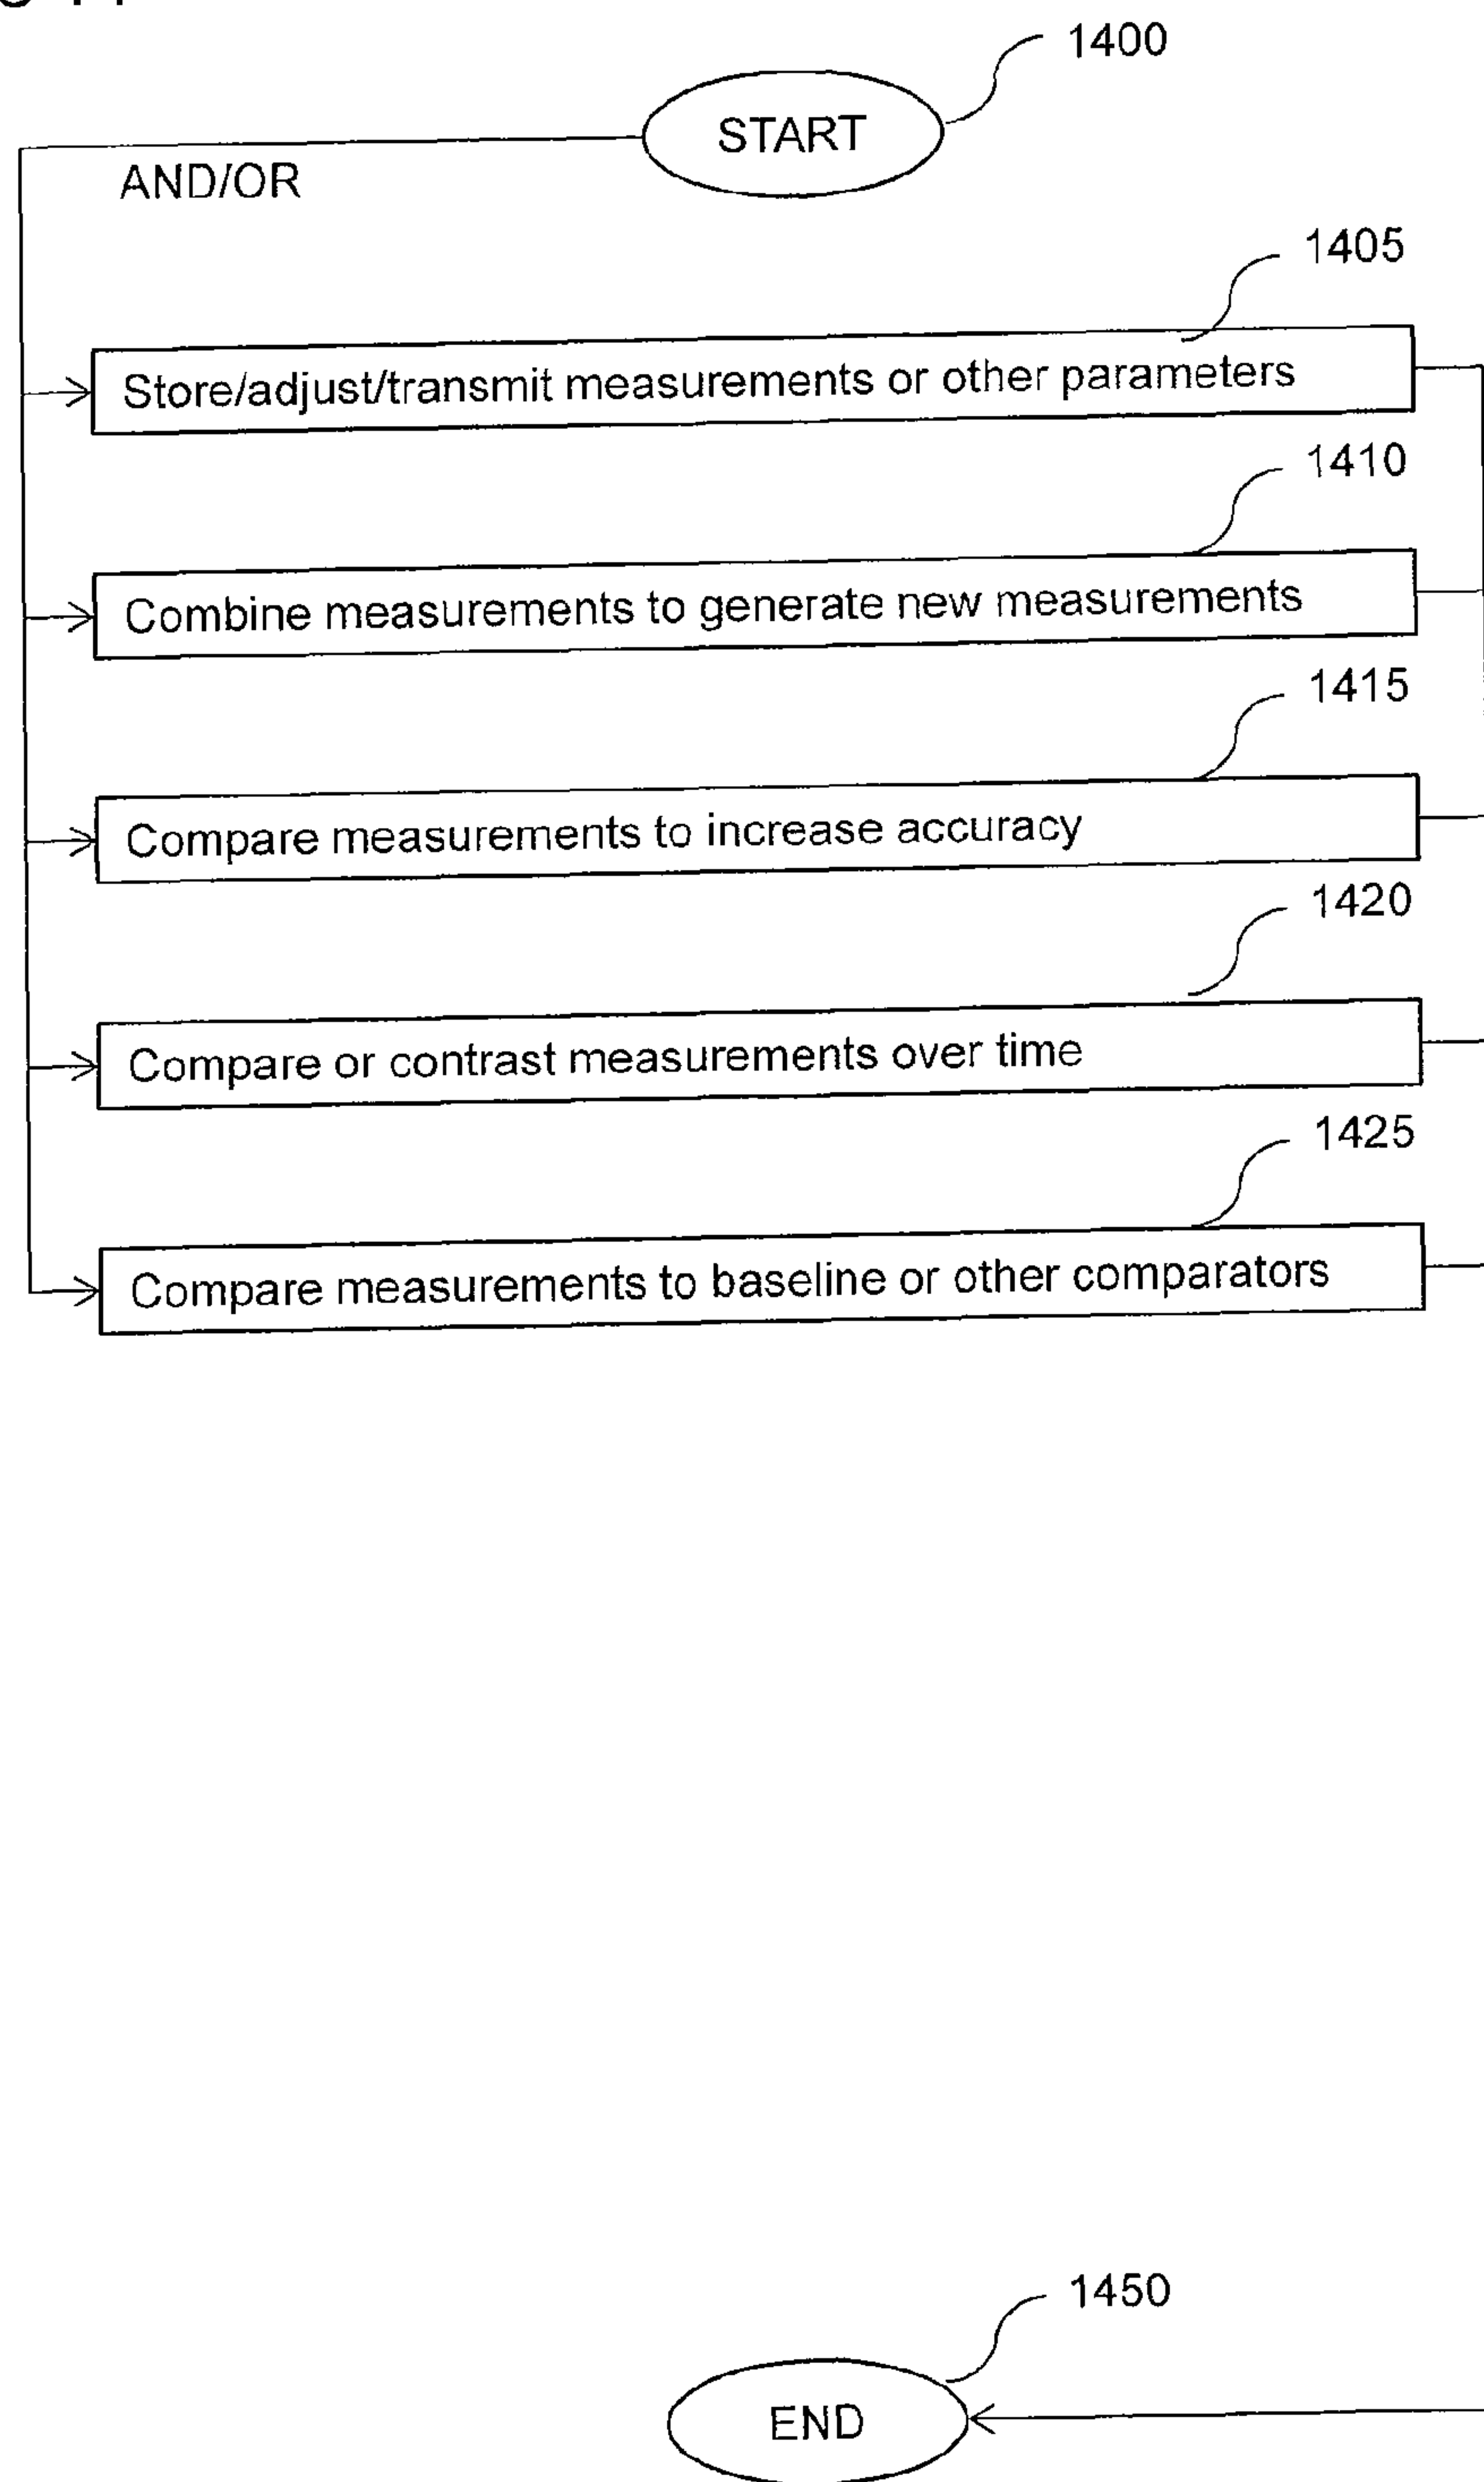 1400
START
AND/OR
1405
Store/adjust/transmit measurements or other parameters
1410
Combine measurements to generate new measurements
1415
Compare measurements to increase accuracy
1420
Compare or contrast measurements over time
1425
Compare measurements to baseline or other comparators
1450
END